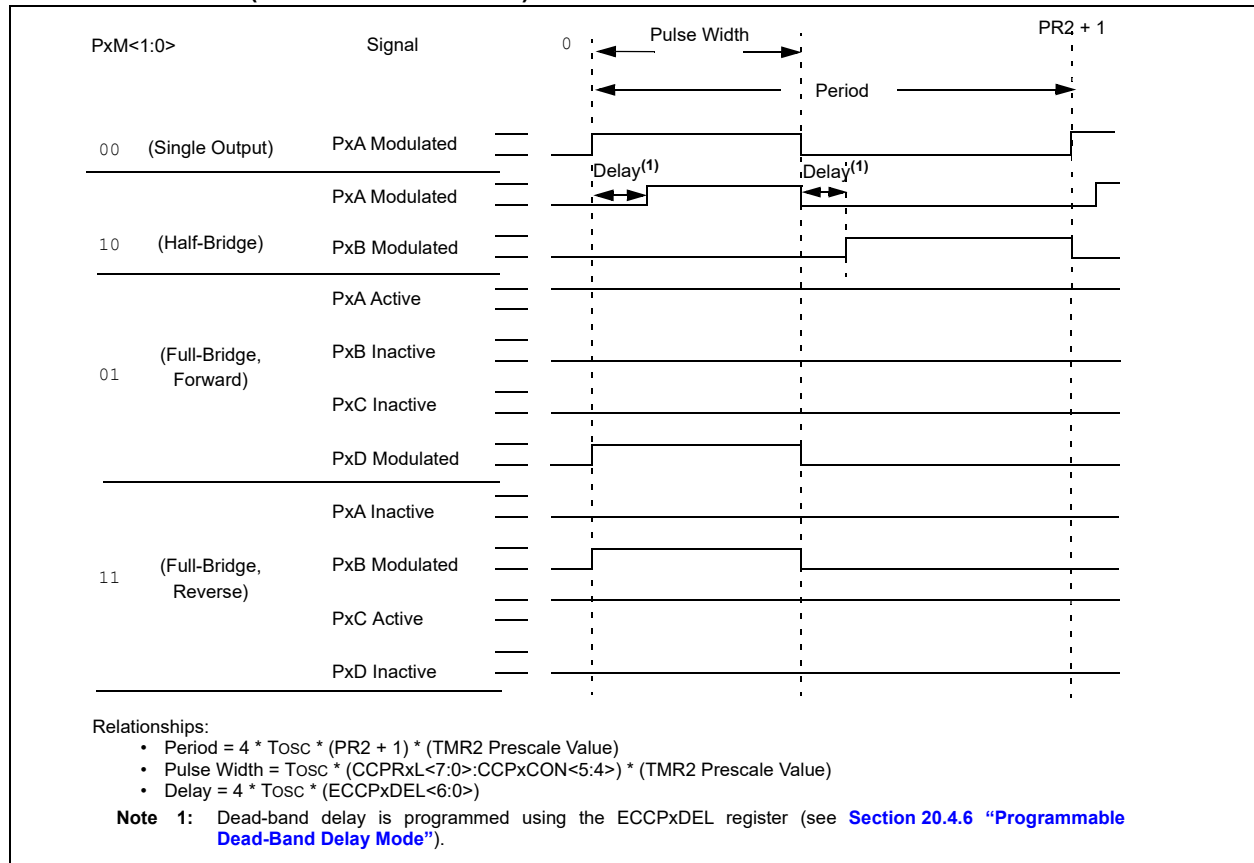 PxM<1:0> Signal 0 Pulse Width PR2 + 1
Period
00 (Single Output) PxA Modulated
Delay(1) Delay(1)
PxA Modulated
10 (Half-Bridge) PxB Modulated
PxA Active
PxB Inactive
01 (Full-Bridge,
Forward)
PxC Inactive
PxD Modulated
PxA Inactive
11 (Full-Bridge,
Reverse)
PxB Modulated
PxC Active
PxD Inactive
Relationships:
• Period = 4 * TOSC * (PR2 + 1) * (TMR2 Prescale Value)
• Pulse Width = TOSC * (CCPRxL<7:0>:CCPxCON<5:4>) * (TMR2 Prescale Value)
• Delay = 4 * TOSC * (ECCPxDEL<6:0>)
Note 1: Dead-band delay is programmed using the ECCPxDEL register (see Section 20.4.6 “Programmable
Dead-Band Delay Mode”).